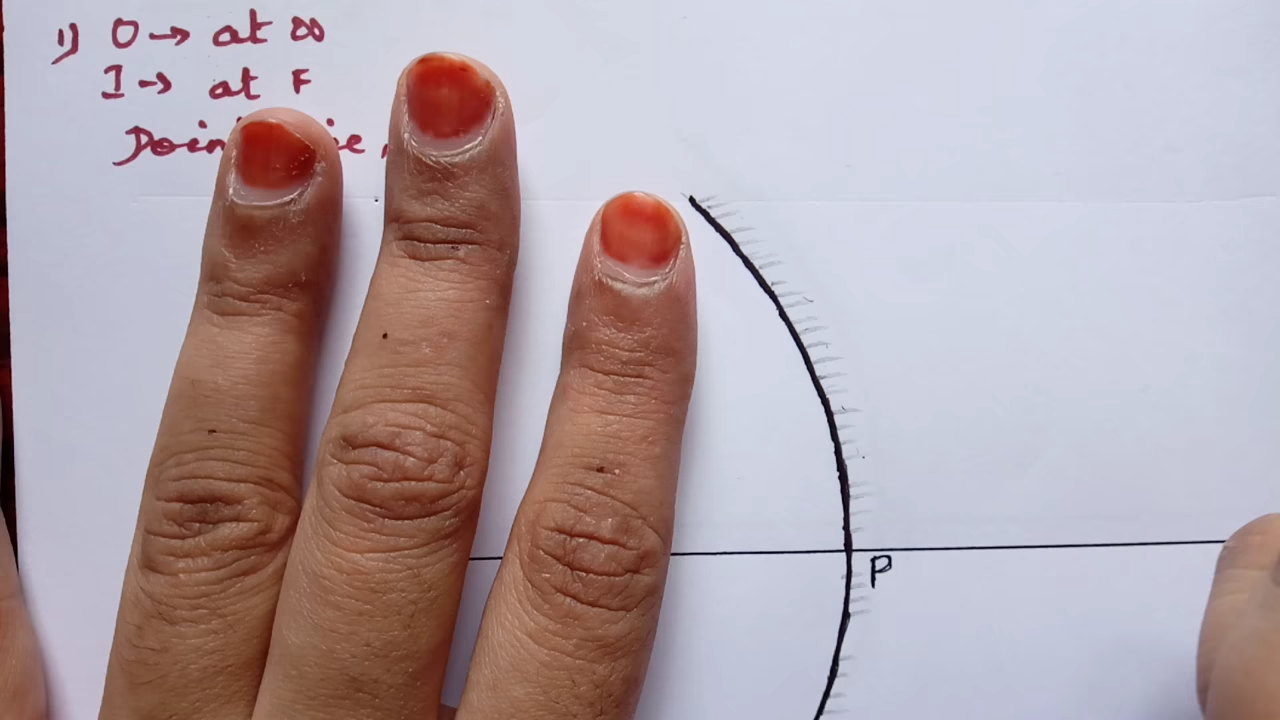 1) O → at ∞
I → at F
P